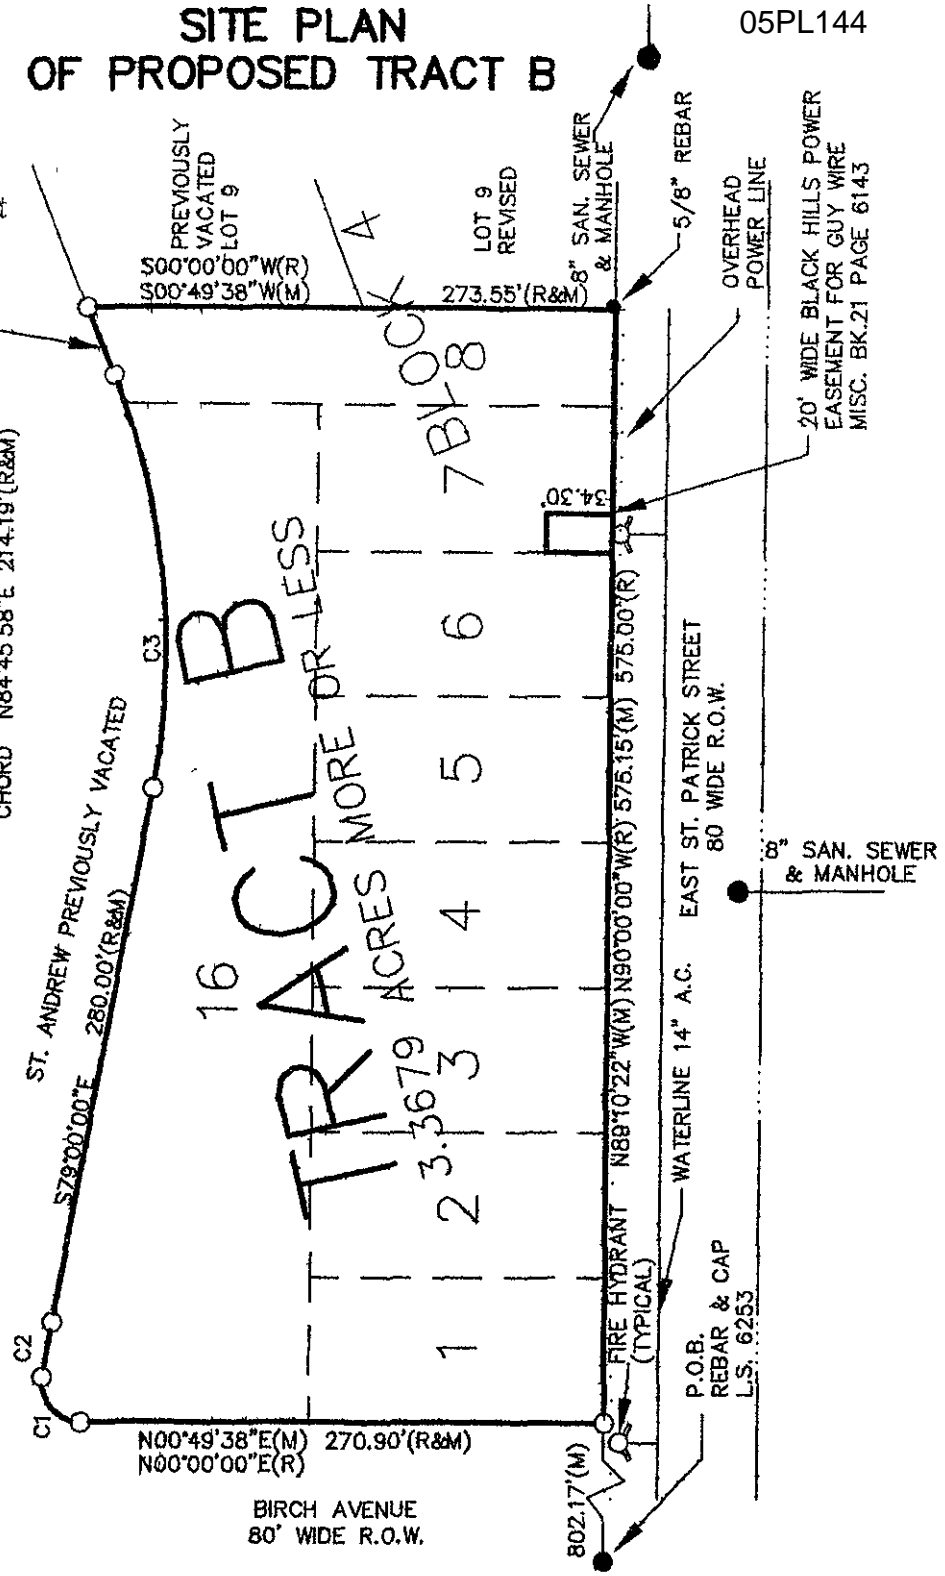 SITE PLAN
OF PROPOSED TRACT B
05PL144
PREVIOUSLY
VACATED
LOT 9
S00°00'00"W(R)
S00°49'38"W(M)
273.55'(R&M)
LOT 9
REVISED
8" SAN. SEWER
& MANHOLE
5/8" REBAR
OVERHEAD
POWER LINE
20' WIDE BLACK HILLS POWER
EASEMENT FOR GUY WIRE
MISC. BK.21 PAGE 6143
BLOCK 4
CHORD N84°45'58"E 214.19'(R&M)
C3
34.30'
8
7
6
5
4
3
2
1
16
TRACT B
3.3679 ACRES MORE OR LESS
ST. ANDREW PREVIOUSLY VACATED
S79°00'00"E 280.00'(R&M)
N89°10'22"W(M) N90°00'00"W(R) 575.15'(M) 575.00'(R)
EAST ST. PATRICK STREET
80 WIDE R.O.W.
8" SAN. SEWER
& MANHOLE
WATERLINE 14" A.C.
FIRE HYDRANT
(TYPICAL)
P.O.B.
REBAR & CAP
L.S. 6253
C2
C1
N00°49'38"E(M) 270.90'(R&M)
N00°00'00"E(R)
802.17'(M)
BIRCH AVENUE
80' WIDE R.O.W.